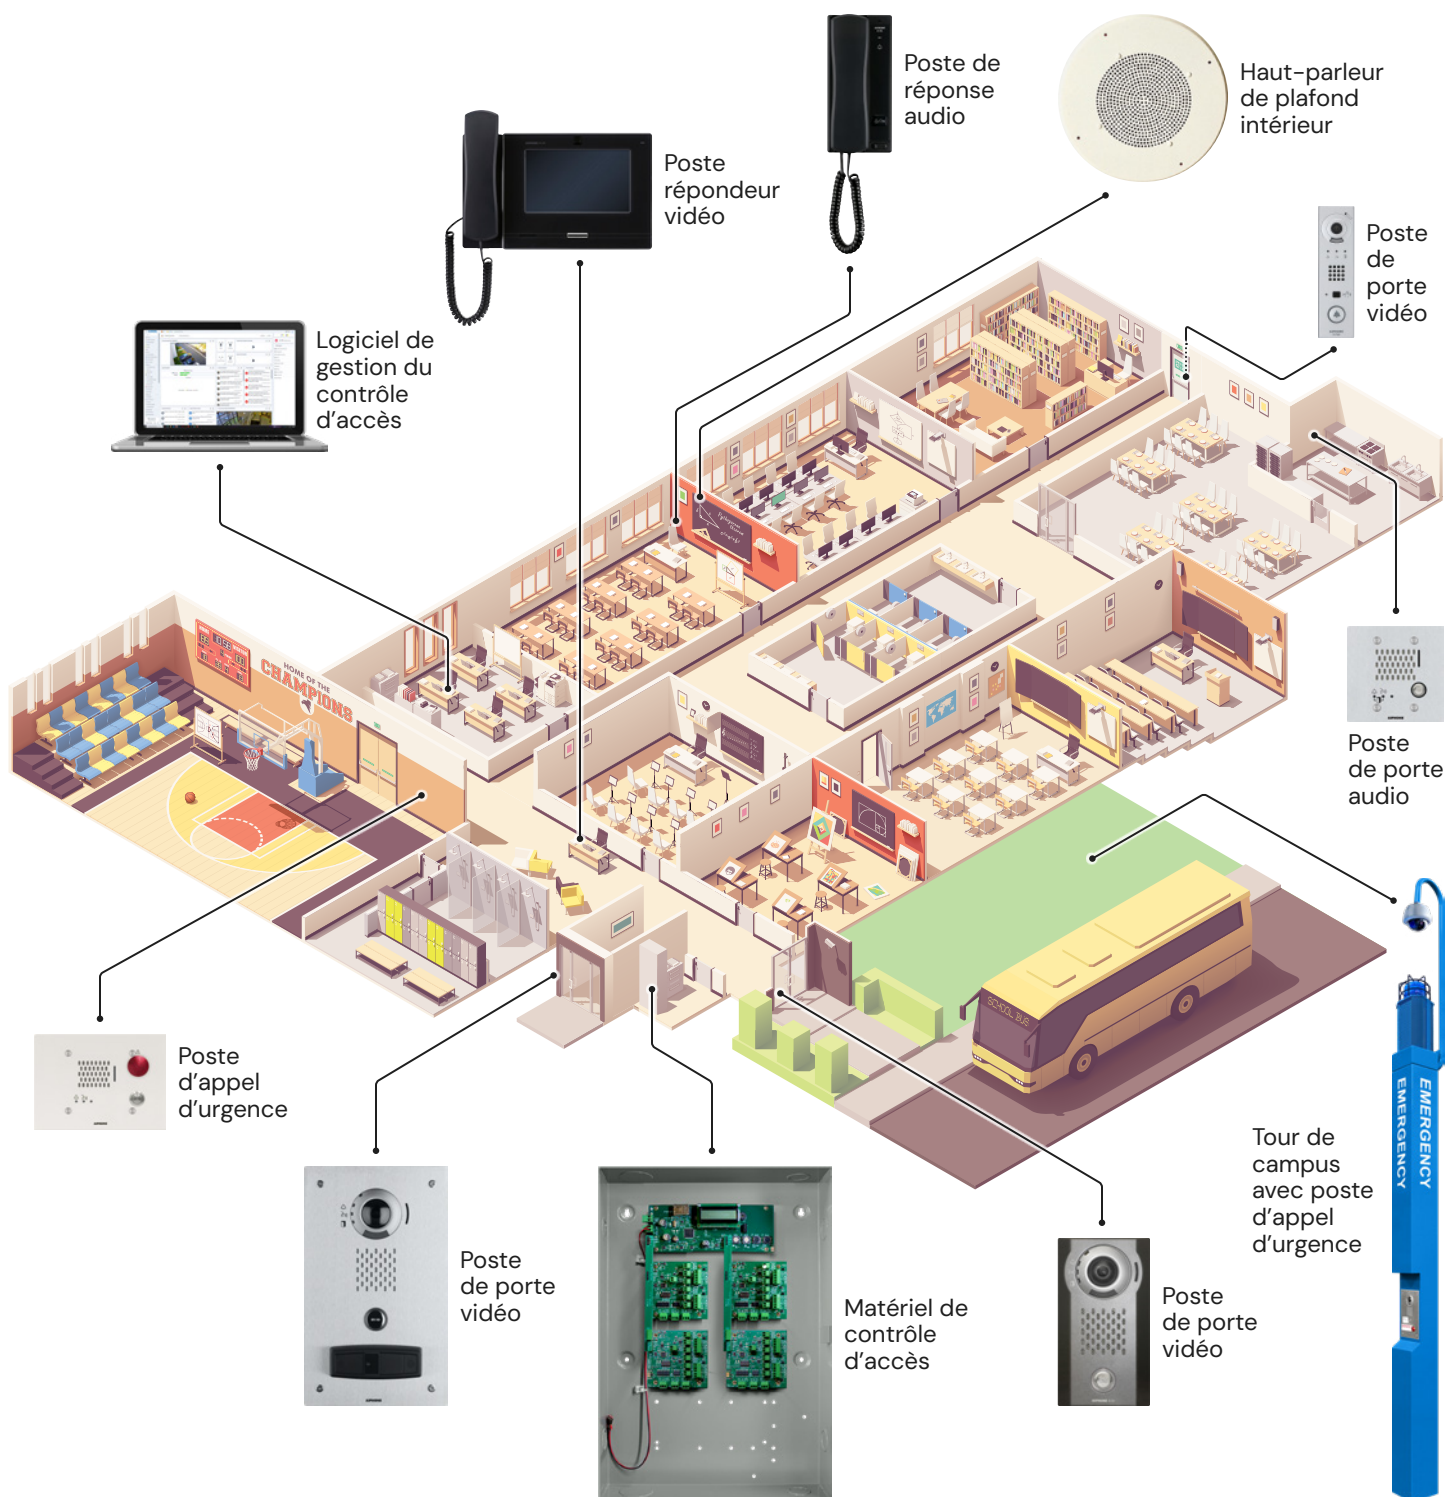 Poste de
réponse
audio
Haut-parleur
de plafond
intérieur
Poste
répondeur
vidéo
Poste
de
porte
vidéo
Logiciel de
gestion du
contrôle
d'accès
HOME OF THE
CHAMPIONS
Poste
de porte
audio
SCHOOL BUS
Poste
d'appel
d'urgence
EMERGENCY
EMERGENCY
Tour de
campus
avec poste
d'appel
d'urgence
Poste
de porte
vidéo
Matériel de
contrôle
d'accès
Poste
de porte
vidéo